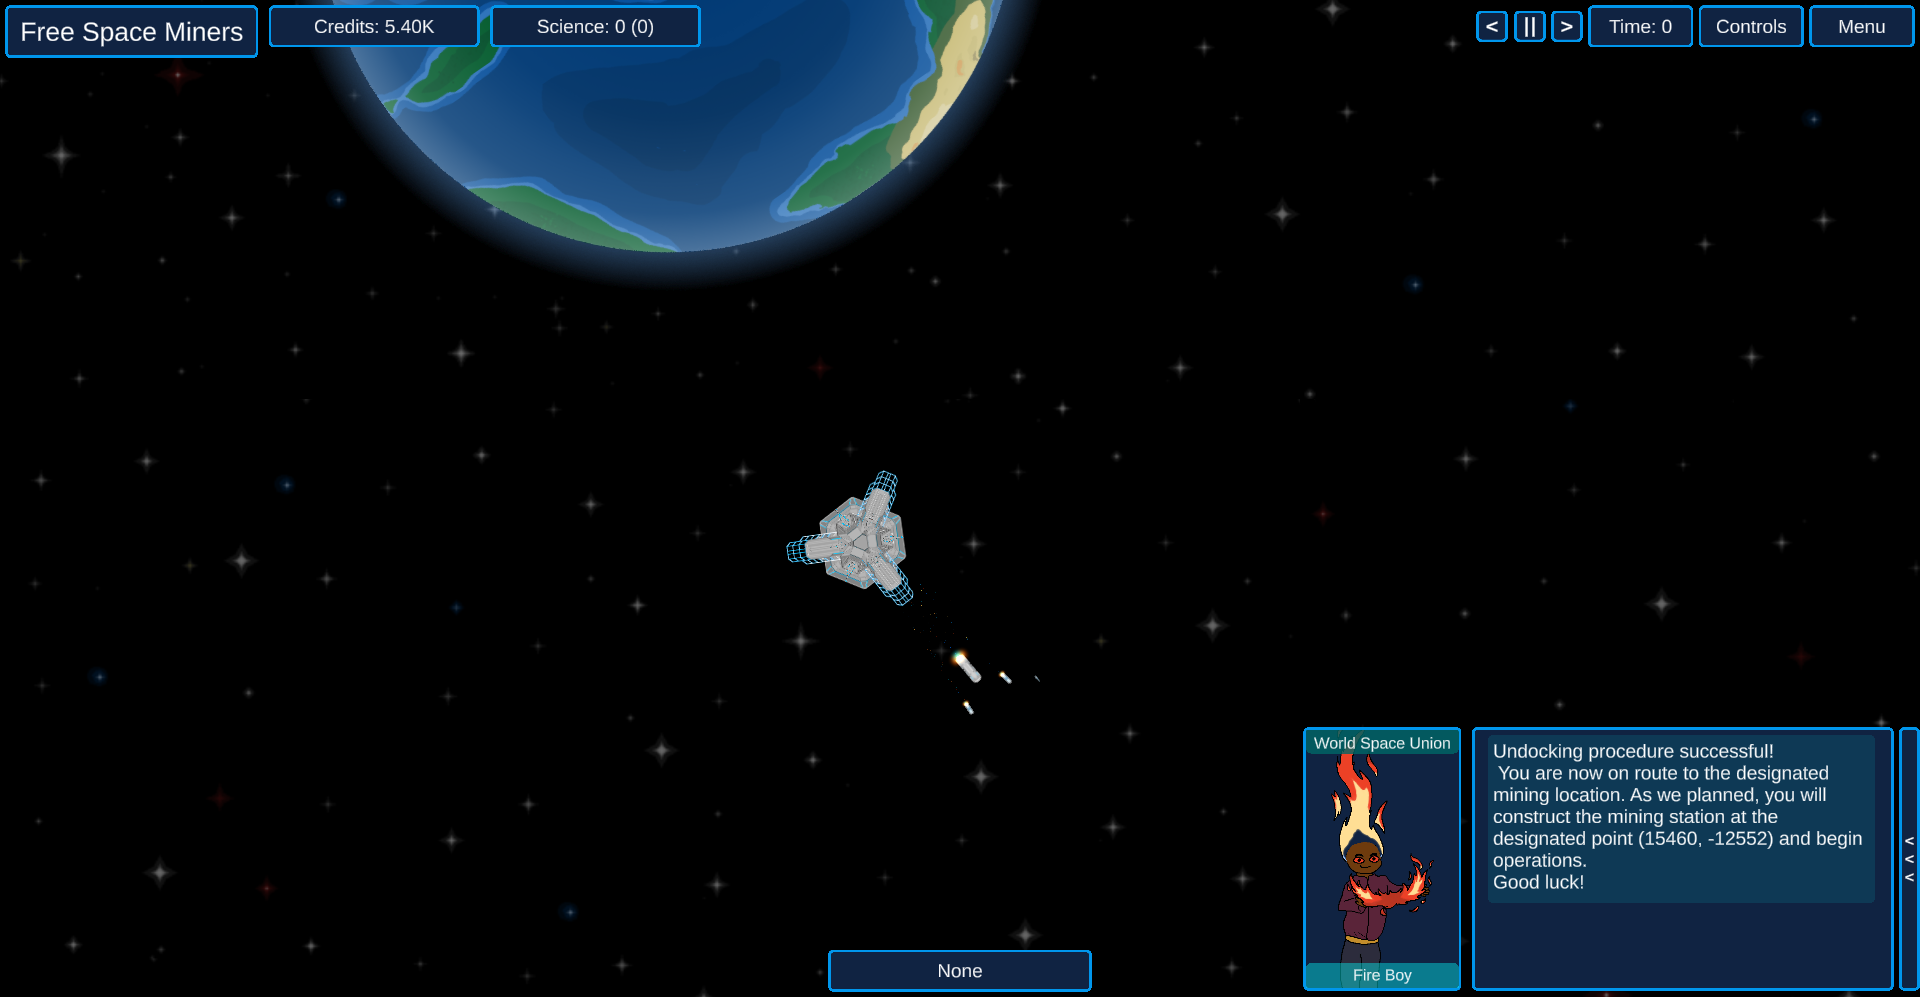 Free Space Miners
Credits: 5.40K
Science: 0 (0)
<
||
>
Time: 0
Controls
Menu
World Space Union
Fire Boy
Undocking procedure successful!
You are now on route to the designated
mining location. As we planned, you will
construct the mining station at the
designated point (15460, -12552) and begin
operations.
Good luck!
<
<
<
None